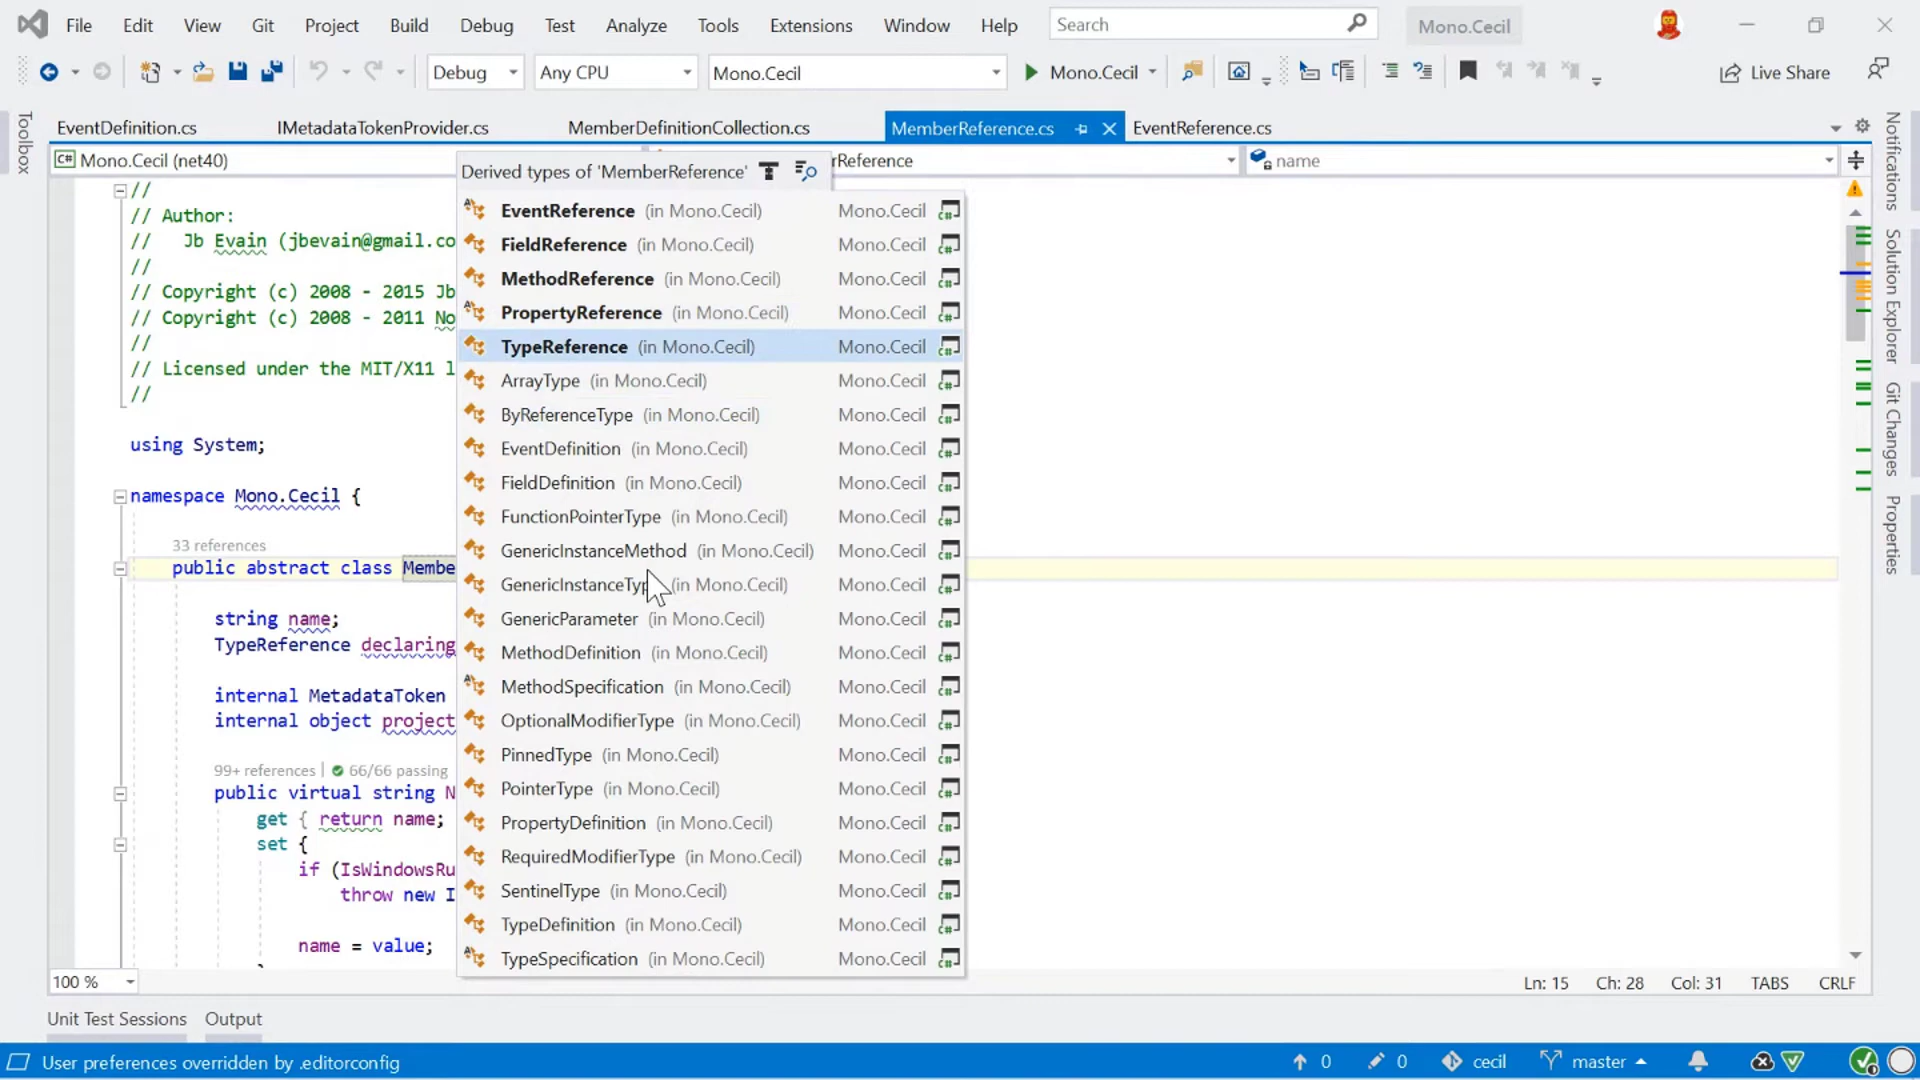 File Edit View Git Project Build Debug Test Analyze Tools Extensions Window Help Search Mono.Cecil
Debug Any CPU Mono.Cecil Mono.Cecil Live Share
Toolbox
EventDefinition.cs IMetadataTokenProvider.cs MemberDefinitionCollection.cs MemberReference.cs EventReference.cs
C# Mono.Cecil (net40) rReference name
Derived types of 'MemberReference'
EventReference (in Mono.Cecil) Mono.Cecil
FieldReference (in Mono.Cecil) Mono.Cecil
MethodReference (in Mono.Cecil) Mono.Cecil
PropertyReference (in Mono.Cecil) Mono.Cecil
TypeReference (in Mono.Cecil) Mono.Cecil
ArrayType (in Mono.Cecil) Mono.Cecil
ByReferenceType (in Mono.Cecil) Mono.Cecil
EventDefinition (in Mono.Cecil) Mono.Cecil
FieldDefinition (in Mono.Cecil) Mono.Cecil
FunctionPointerType (in Mono.Cecil) Mono.Cecil
GenericInstanceMethod (in Mono.Cecil) Mono.Cecil
GenericInstanceTyp (in Mono.Cecil) Mono.Cecil
GenericParameter (in Mono.Cecil) Mono.Cecil
MethodDefinition (in Mono.Cecil) Mono.Cecil
MethodSpecification (in Mono.Cecil) Mono.Cecil
OptionalModifierType (in Mono.Cecil) Mono.Cecil
PinnedType (in Mono.Cecil) Mono.Cecil
PointerType (in Mono.Cecil) Mono.Cecil
PropertyDefinition (in Mono.Cecil) Mono.Cecil
RequiredModifierType (in Mono.Cecil) Mono.Cecil
SentinelType (in Mono.Cecil) Mono.Cecil
TypeDefinition (in Mono.Cecil) Mono.Cecil
TypeSpecification (in Mono.Cecil) Mono.Cecil
//
// Author:
//   Jb Evain (jbevain@gmail.co
//
// Copyright (c) 2008 - 2015 Jb
// Copyright (c) 2008 - 2011 No
//
// Licensed under the MIT/X11 l
//
using System;
namespace Mono.Cecil {
33 references
public abstract class Membe
string name;
TypeReference declaring
internal MetadataToken
internal object project
99+ references | 66/66 passing
public virtual string N
get { return name;
set {
if (IsWindowsRu
throw new I
name = value;
Notifications
Solution Explorer
Git Changes
Properties
100 % Ln: 15 Ch: 28 Col: 31 TABS CRLF
Unit Test Sessions Output
User preferences overridden by .editorconfig 0 0 cecil master